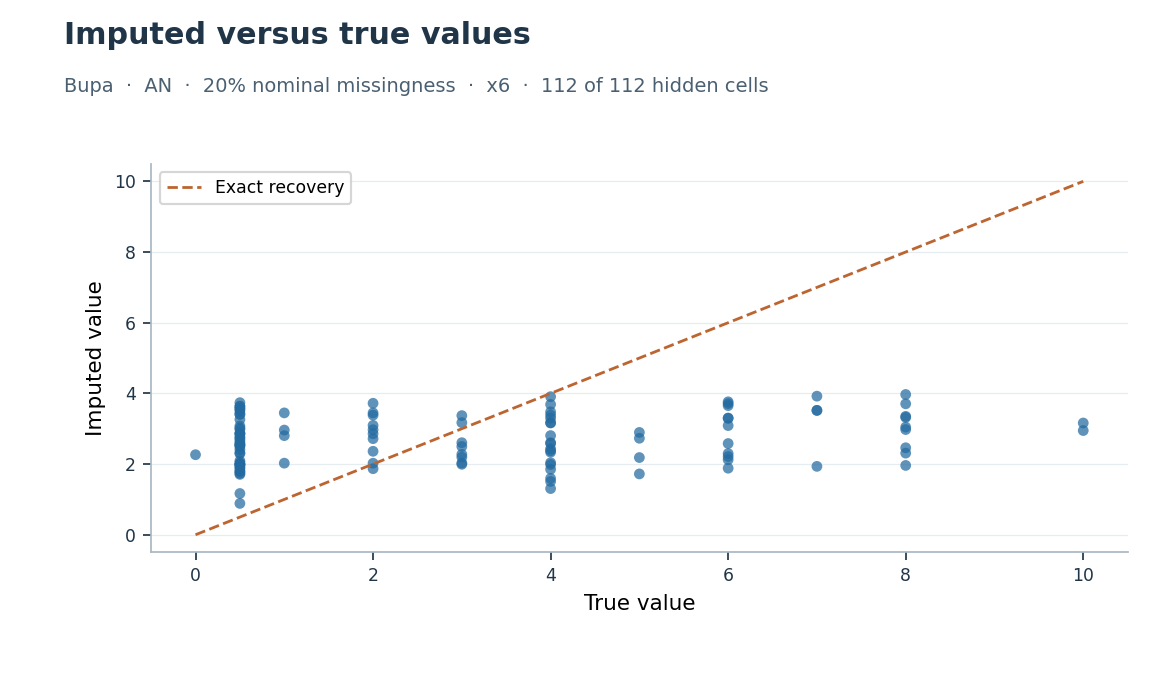 Imputed versus true values
Bupa · AN · 20% nominal missingness · x6 · 112 of 112 hidden cells
Exact recovery
Imputed value
10
8
6
4
2
0
0 2 4 6 8 10
True value